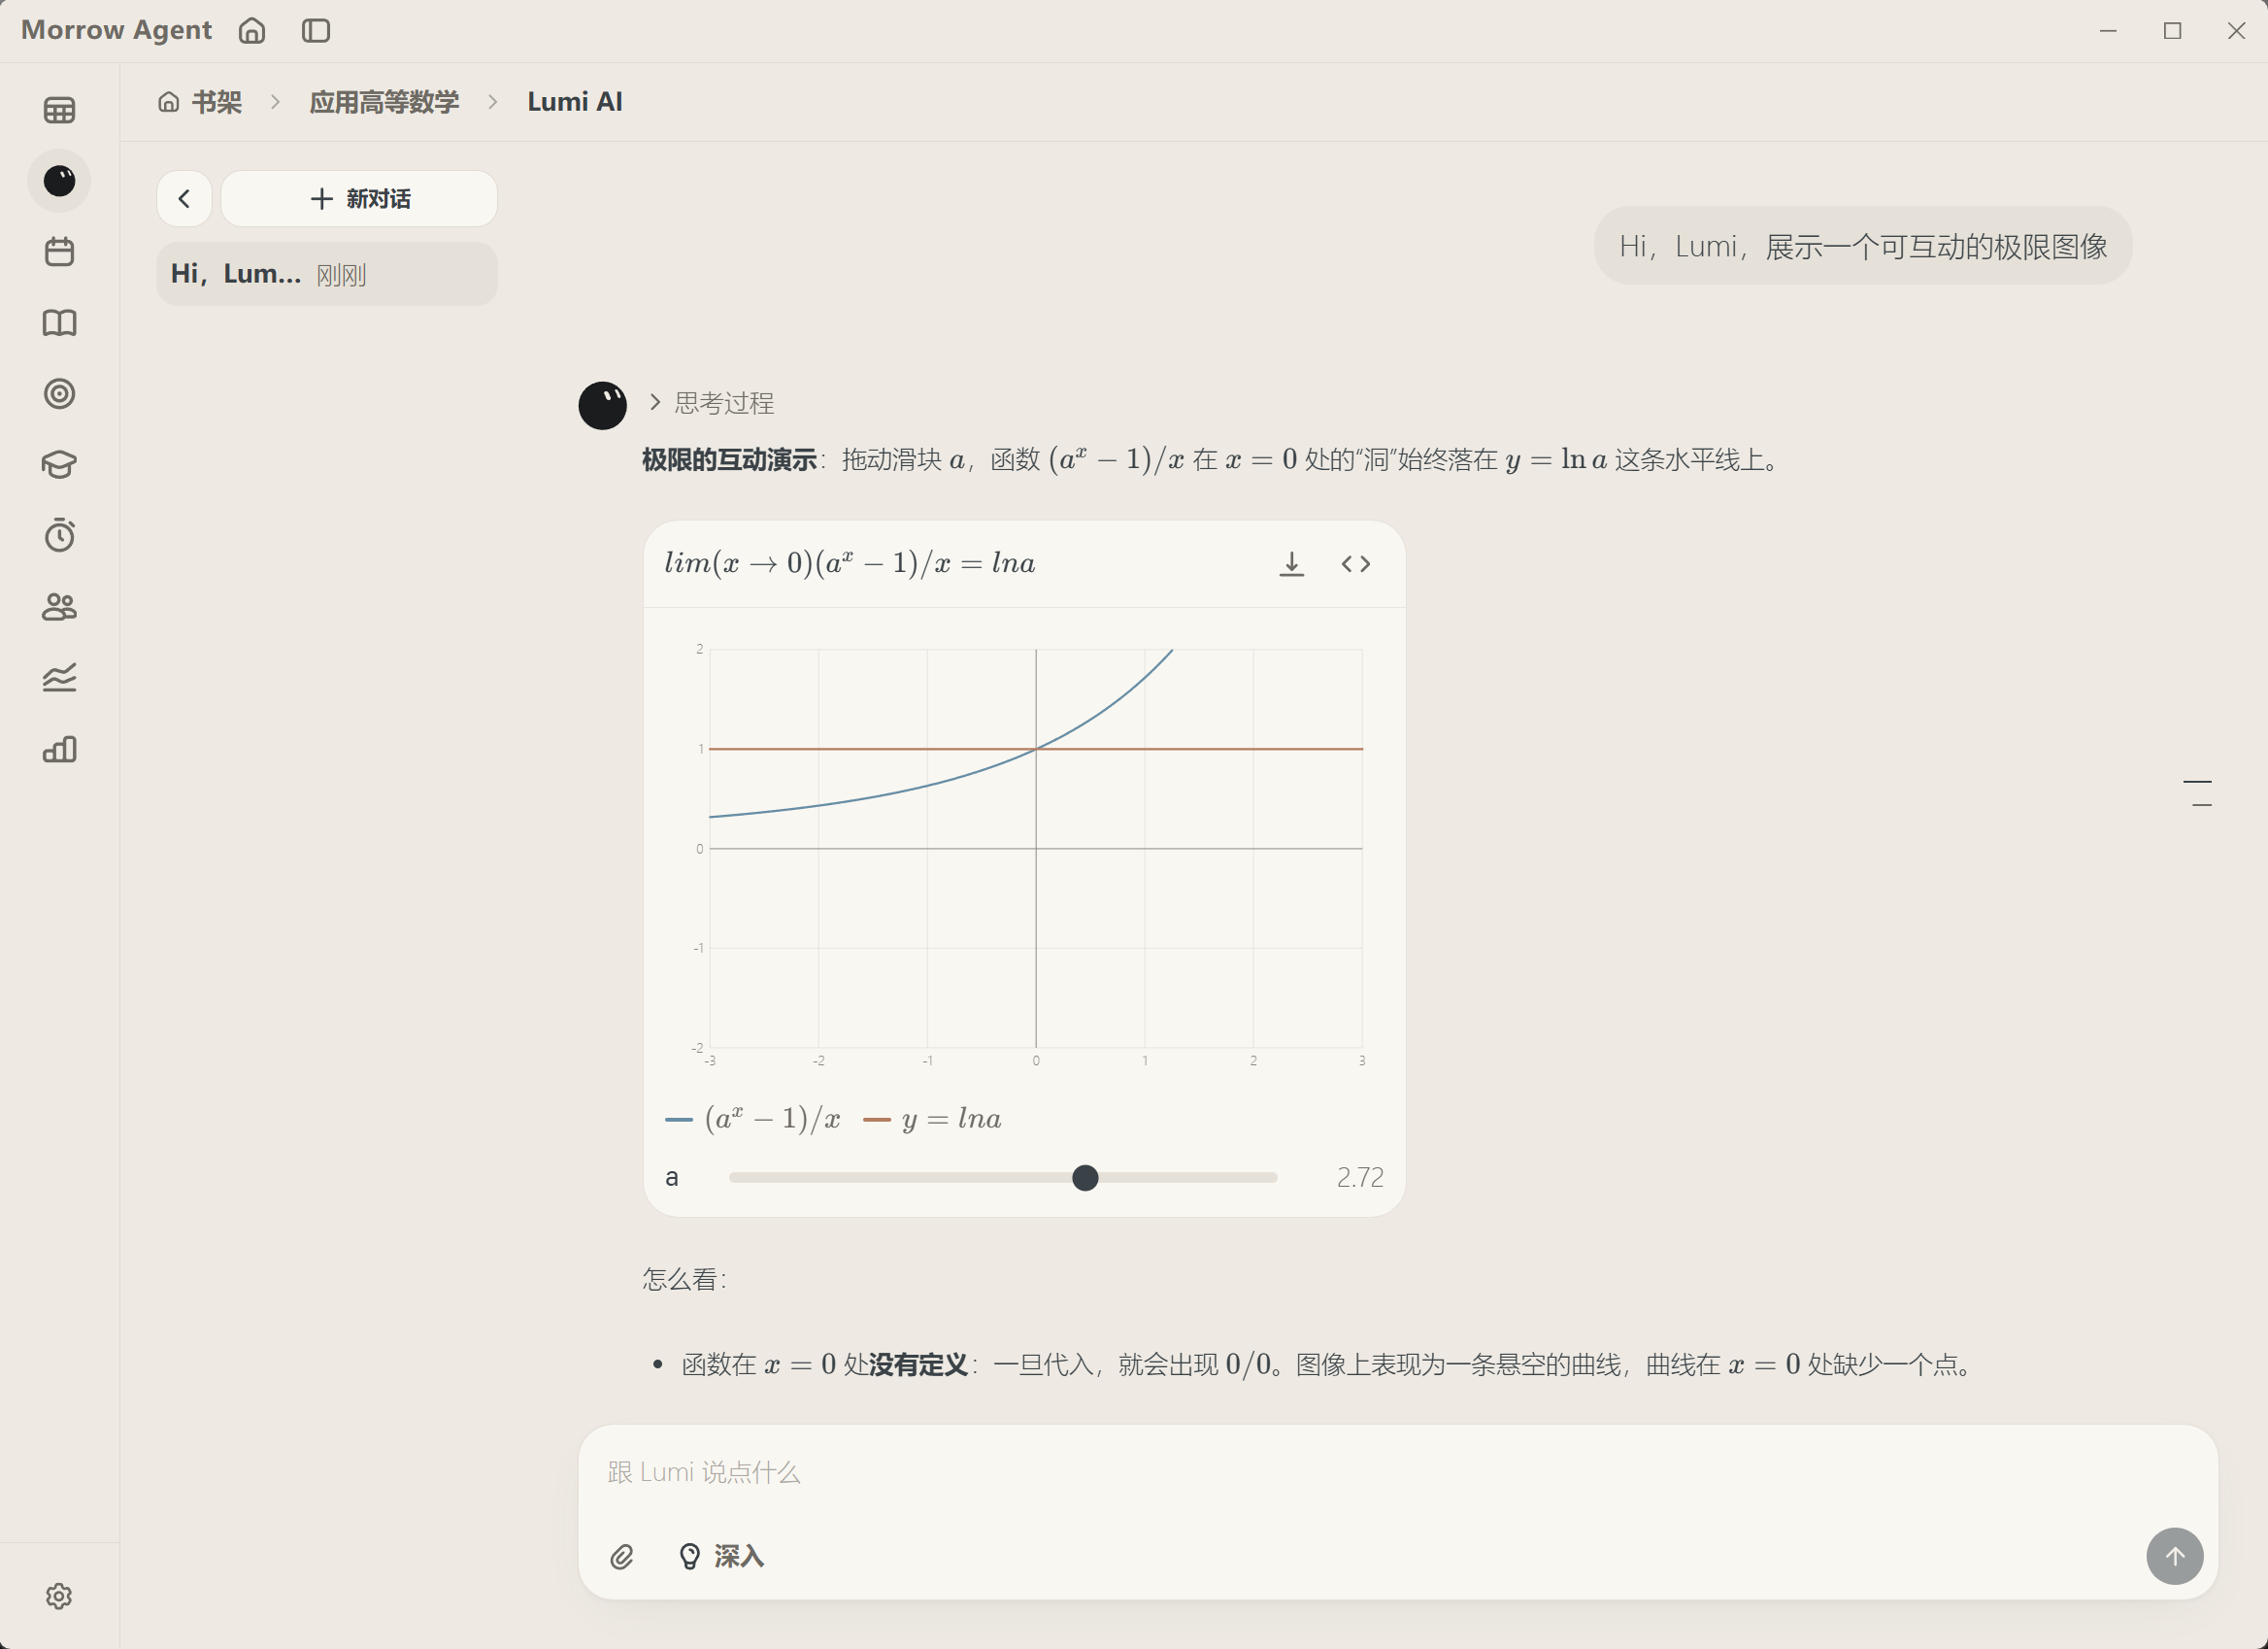 Morrow Agent
书架 > 应用高等数学 > Lumi AI
+ 新对话
Hi，Lum... 刚刚
Hi，Lumi，展示一个可互动的极限图像
> 思考过程
极限的互动演示：拖动滑块 a，函数 (a^x − 1)/x 在 x = 0 处的“洞”始终落在 y = ln a 这条水平线上。
lim(x → 0)(a^x − 1)/x = lna
2
1
0
-1
-2
-3 -2 -1 0 1 2 3
(a^x − 1)/x y = lna
a 2.72
怎么看：
• 函数在 x = 0 处没有定义：一旦代入，就会出现 0/0。图像上表现为一条悬空的曲线，曲线在 x = 0 处缺少一个点。
跟 Lumi 说点什么
深入